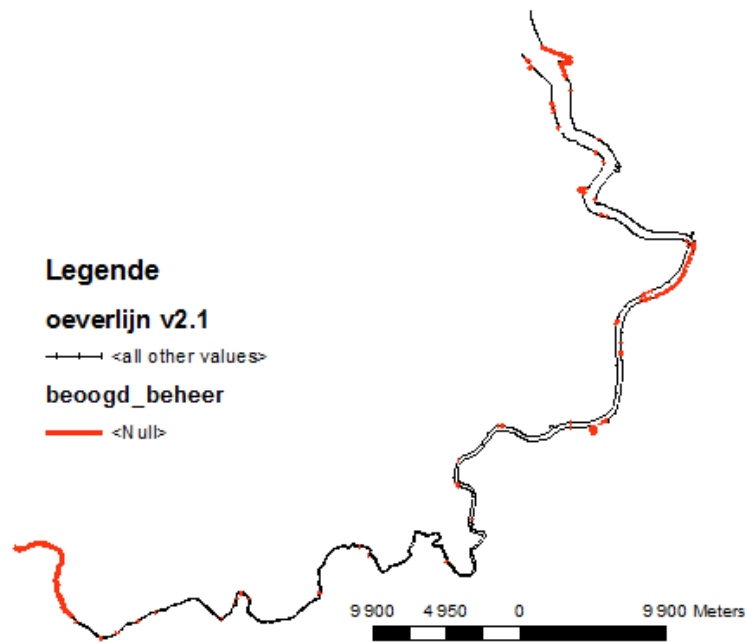 Legende
oeverlijn v2.1
<all other values>
beoogd_beheer
<Null>
9 900 4 950 0 9 900 Meters